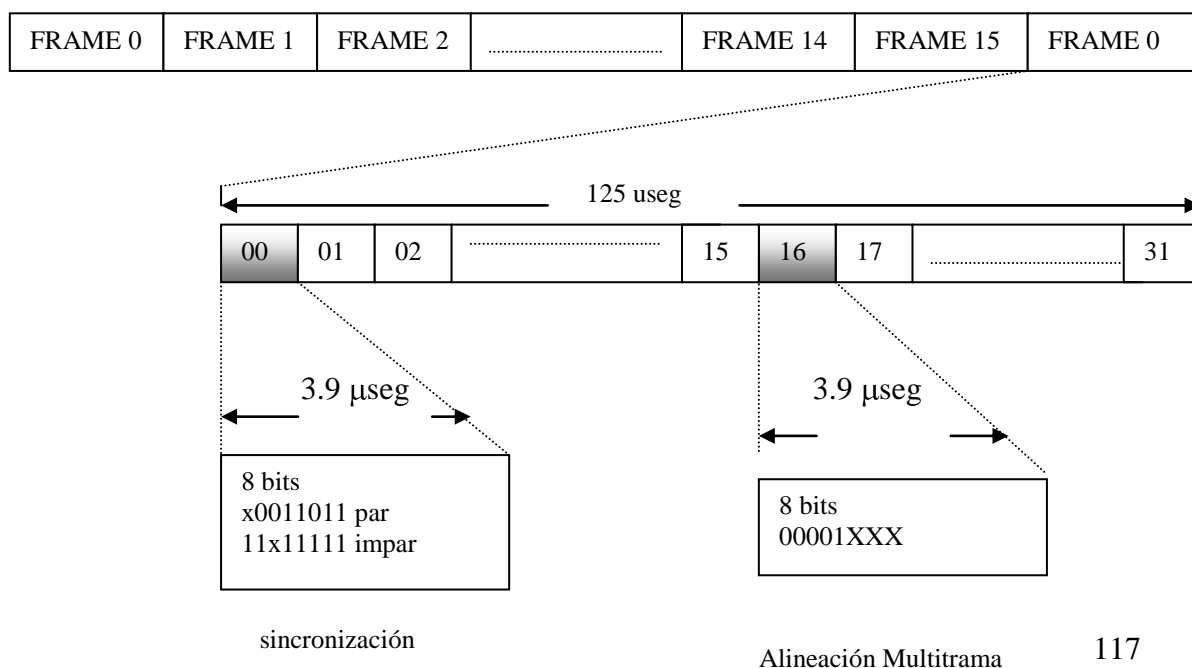 FRAME 0 FRAME 1 FRAME 2 ........................................ FRAME 14 FRAME 15 FRAME 0
125 useg
00 01 02 ........................................ 15 16 17 ........................................ 31
3.9 μseg 3.9 μseg
8 bits
x0011011 par
11x11111 impar
8 bits
00001XXX
sincronización
Alineación Multitrama 117